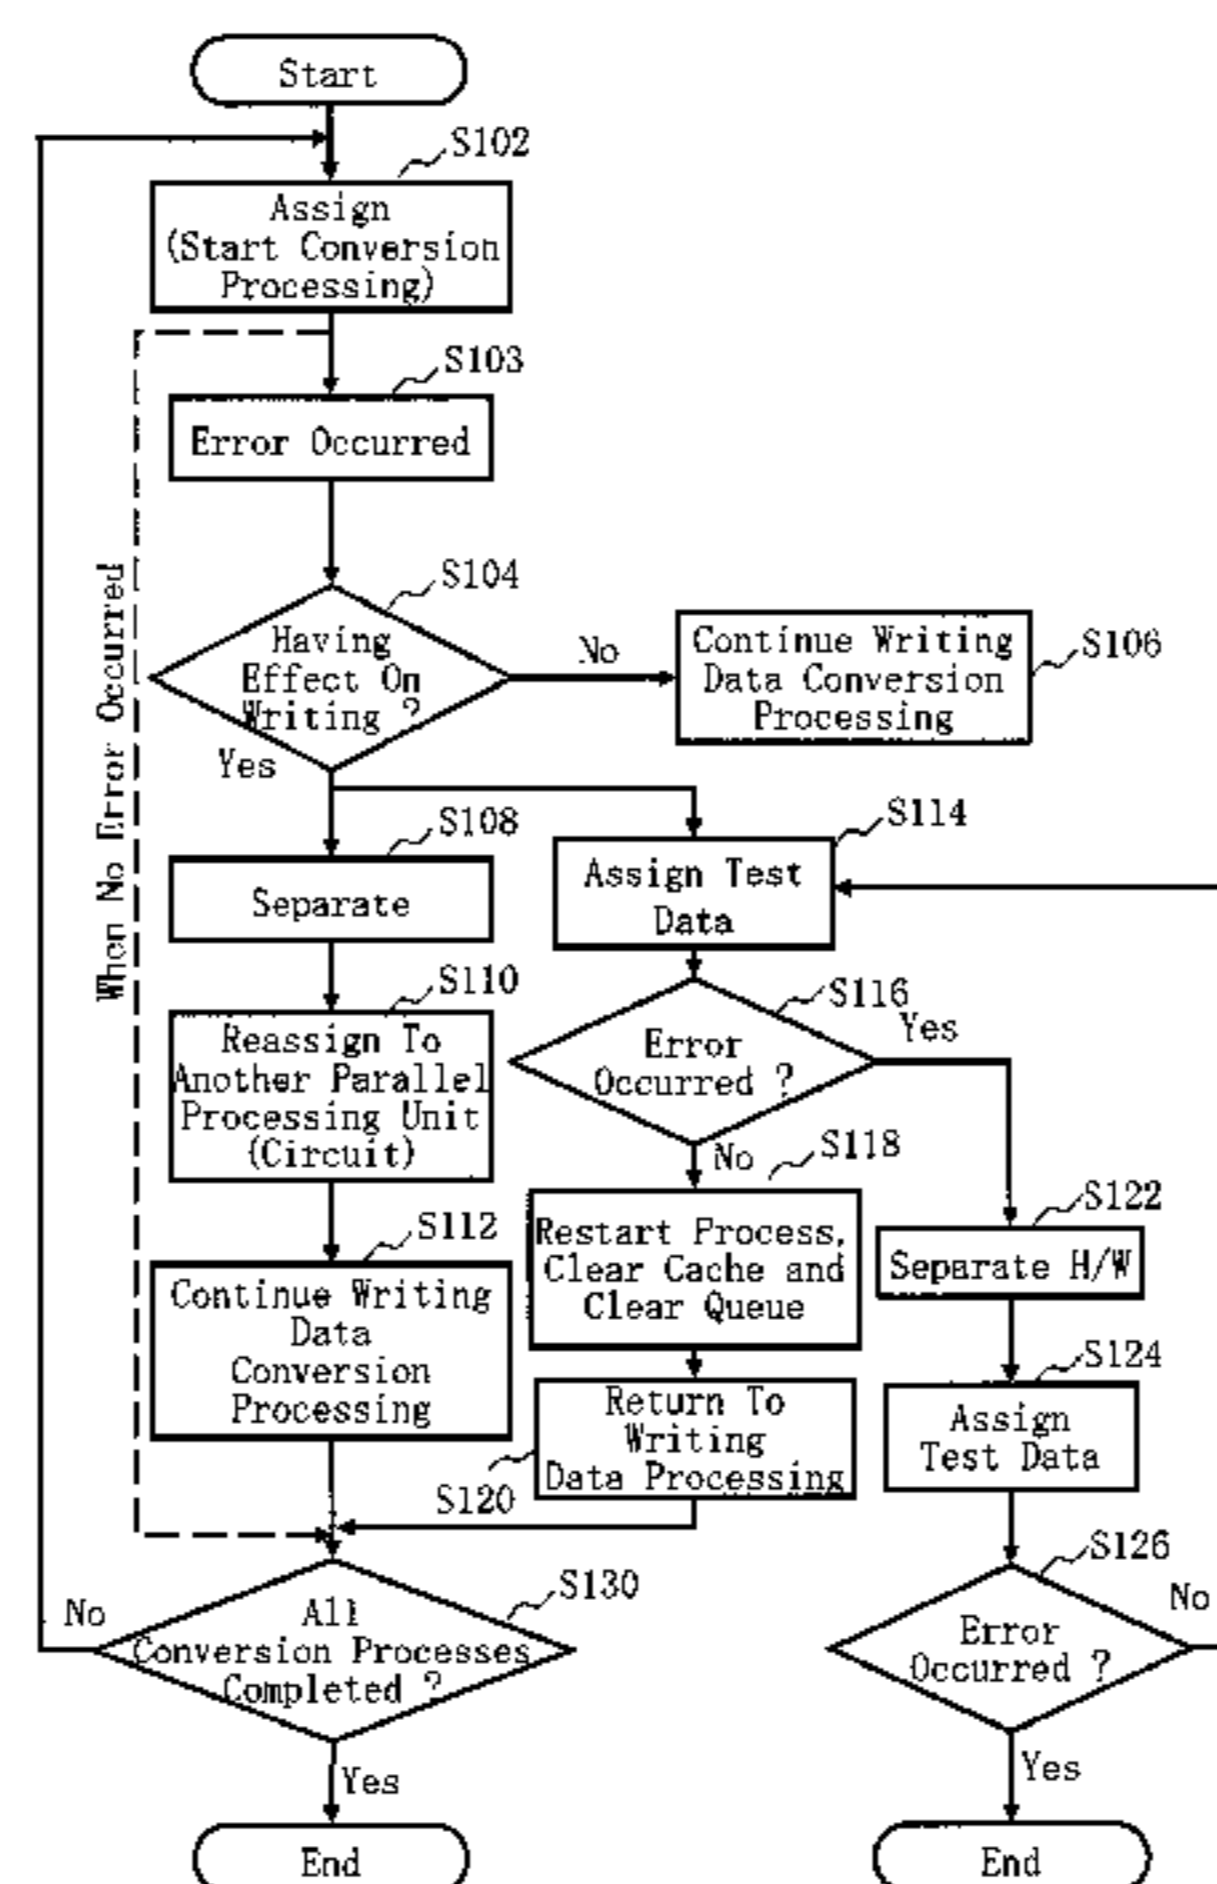 Start
S102
Assign
(Start Conversion
Processing)
S103
Error Occurred
When No Error Occurred
S104
Having
Effect On
Writing ?
No
Yes
Continue Writing
Data Conversion
Processing
S106
S108
Separate
S114
Assign Test
Data
S110
Reassign To
Another Parallel
Processing Unit
(Circuit)
S116
Error
Occurred ?
Yes
No
S118
Restart Process,
Clear Cache and
Clear Queue
S122
Separate H/W
S112
Continue Writing
Data
Conversion
Processing
S120
Return To
Writing
Data Processing
S124
Assign
Test Data
S126
Error
Occurred ?
No
Yes
S130
All
Conversion Processes
Completed ?
No
Yes
End
End